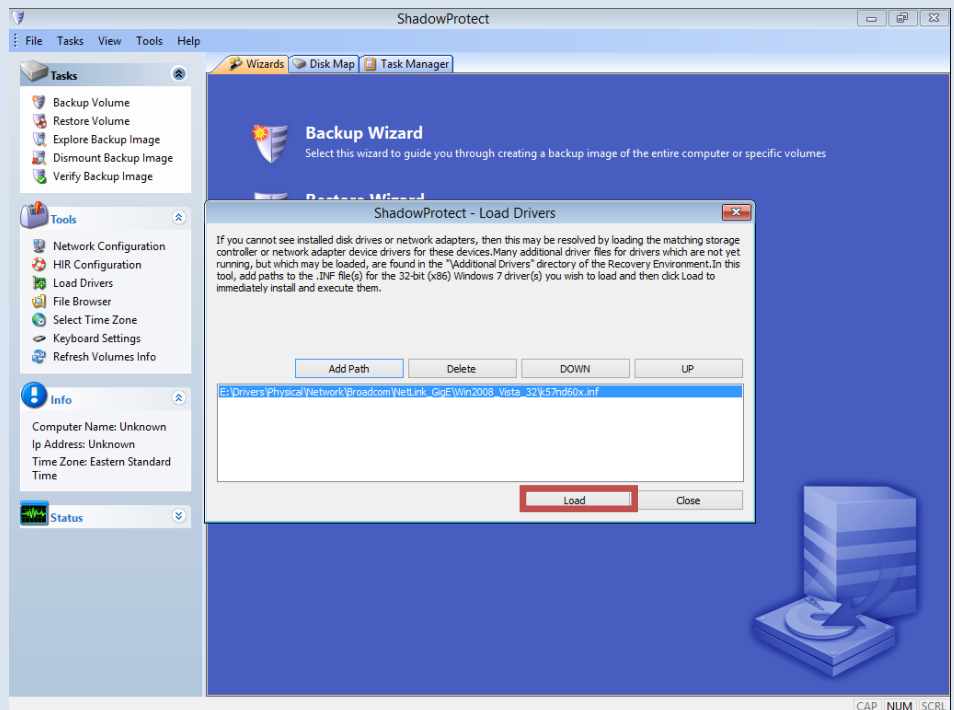 ShadowProtect
File Tasks View Tools Help
Wizards Disk Map Task Manager
Tasks
Backup Volume
Restore Volume
Explore Backup Image
Dismount Backup Image
Verify Backup Image
Tools
Network Configuration
HIR Configuration
Load Drivers
File Browser
Select Time Zone
Keyboard Settings
Refresh Volumes Info
Info
Computer Name: Unknown
Ip Address: Unknown
Time Zone: Eastern Standard
Time
Status
Backup Wizard
Select this wizard to guide you through creating a backup image of the entire computer or specific volumes
Restore Wizard
ShadowProtect - Load Drivers
If you cannot see installed disk drives or network adapters, then this may be resolved by loading the matching storage
controller or network adapter device drivers for these devices.Many additional driver files for drivers which are not yet
running, but which may be loaded, are found in the "\Additional Drivers" directory of the Recovery Environment.In this
tool, add paths to the .INF file(s) for the 32-bit (x86) Windows 7 driver(s) you wish to load and then click Load to
immediately install and execute them.
Add Path Delete DOWN UP
E:\Drivers\Physical\Network\Broadcom\NetLink_GigE\Win2008_Vista_32\k57nd60x.inf
Load Close
CAP NUM SCRL